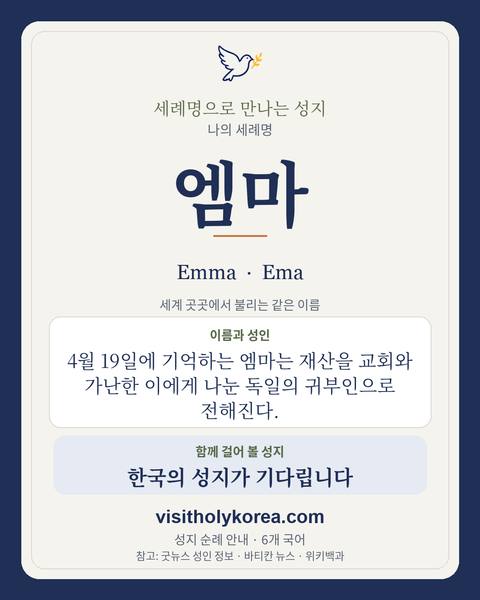 세례명으로 만나는 성지
나의 세례명
엠마
Emma · Ema
세계 곳곳에서 불리는 같은 이름
이름과 성인
4월 19일에 기억하는 엠마는 재산을 교회와
가난한 이에게 나눈 독일의 귀부인으로
전해진다.
함께 걸어 볼 성지
한국의 성지가 기다립니다
visitholykorea.com
성지 순례 안내 · 6개 국어
참고: 굿뉴스 성인 정보 · 바티칸 뉴스 · 위키백과